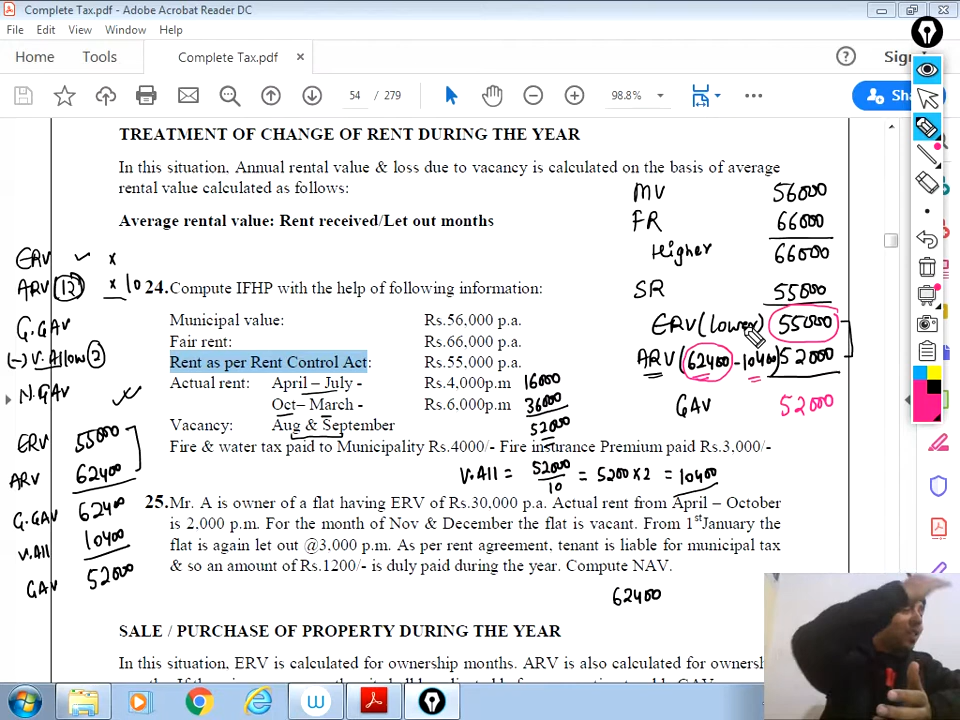 Complete Tax.pdf - Adobe Acrobat Reader DC
File Edit View Window Help
Home Tools Complete Tax.pdf × Sign
54 / 279 98.8% Sh
TREATMENT OF CHANGE OF RENT DURING THE YEAR
In this situation, Annual rental value & loss due to vacancy is calculated on the basis of average
rental value calculated as follows:
Average rental value: Rent received/Let out months
MV 56000
FR 66000
Higher 66000
SR 55000
ERV (lower) 55000
ARV (62400 - 10400) 52000
GAV 52000
ERV ✓ ×
ARV (12) × 10
G.GAV
(-) V.Allow (2)
N.GAV
ERV 55000
ARV 62400
G.GAV 62400
V.All 10400
GAV 52000
24. Compute IFHP with the help of following information:
Municipal value: Rs.56,000 p.a.
Fair rent: Rs.66,000 p.a.
Rent as per Rent Control Act: Rs.55,000 p.a.
Actual rent: April – July - Rs.4,000p.m 16000
Oct– March - Rs.6,000p.m 36000
Vacancy: Aug & September 52000
Fire & water tax paid to Municipality Rs.4000/- Fire insurance Premium paid Rs.3,000/-
V.All = 52000/10 = 5200 × 2 = 10400
25. Mr. A is owner of a flat having ERV of Rs.30,000 p.a. Actual rent from April – October
is 2,000 p.m. For the month of Nov & December the flat is vacant. From 1st January the
flat is again let out @3,000 p.m. As per rent agreement, tenant is liable for municipal tax
& so an amount of Rs.1200/- is duly paid during the year. Compute NAV.
62400
SALE / PURCHASE OF PROPERTY DURING THE YEAR
In this situation, ERV is calculated for ownership months. ARV is also calculated for ownersh